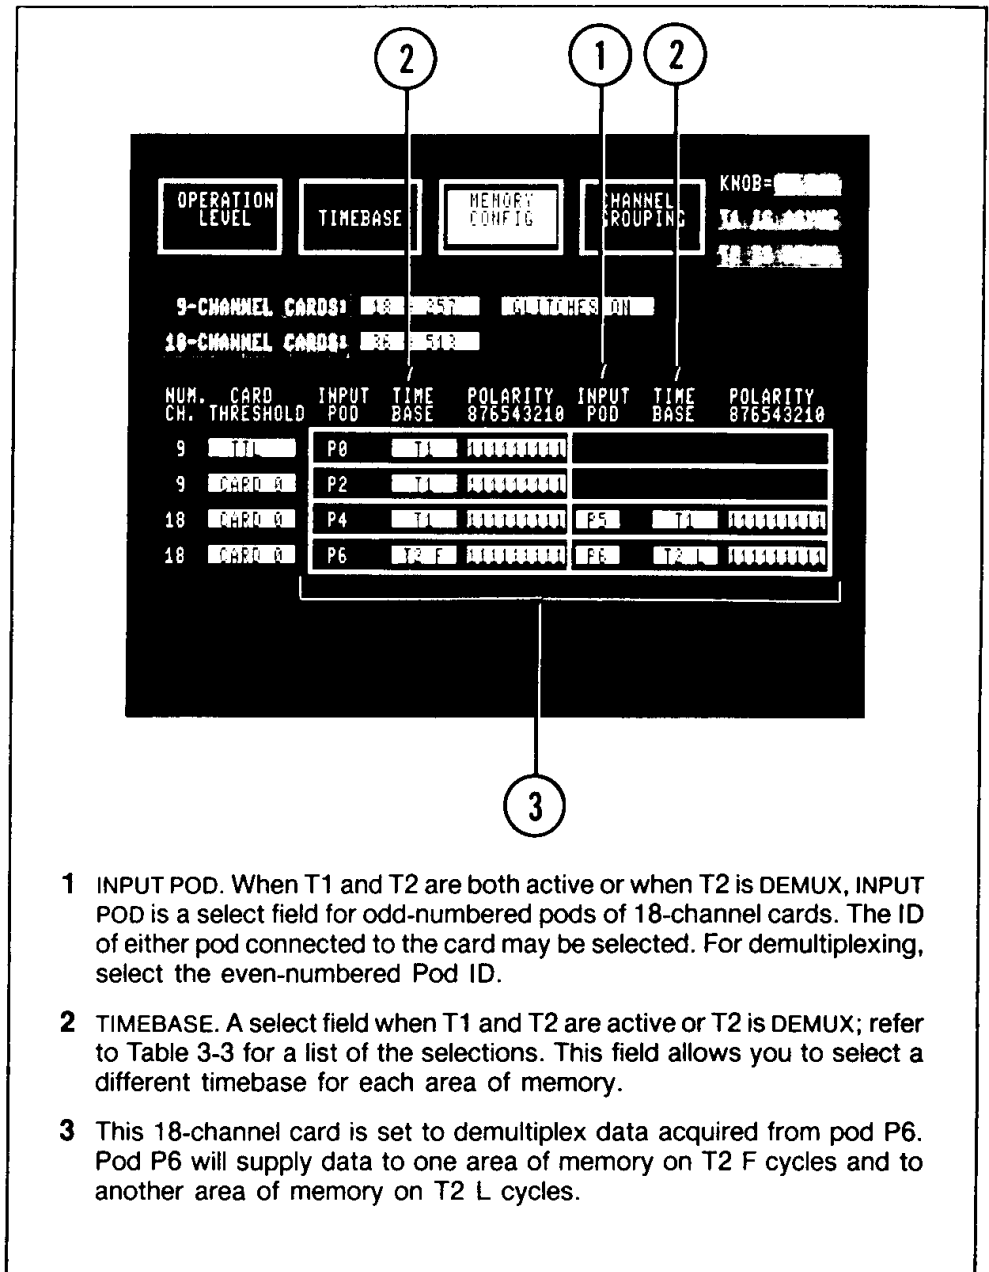 2 1 2
OPERATION LEVEL TIMEBASE MEMORY CONFIG CHANNEL GROUPING
KNOB=
9-CHANNEL CARDS: GLITCHES ON
18-CHANNEL CARDS:
NUM. CARD INPUT TIME POLARITY INPUT TIME POLARITY
CH. THRESHOLD POD BASE 876543210 POD BASE 876543210
9 TTL P0 T1 111111111
9 CARD 0 P2 T1 111111111
18 CARD 0 P4 T1 111111111 P5 T1 111111111
18 CARD 0 P6 T2 F 111111111 P6 T2 L 111111111
3
1 INPUT POD. When T1 and T2 are both active or when T2 is DEMUX, INPUT
POD is a select field for odd-numbered pods of 18-channel cards. The ID
of either pod connected to the card may be selected. For demultiplexing,
select the even-numbered Pod ID.
2 TIMEBASE. A select field when T1 and T2 are active or T2 is DEMUX; refer
to Table 3-3 for a list of the selections. This field allows you to select a
different timebase for each area of memory.
3 This 18-channel card is set to demultiplex data acquired from pod P6.
Pod P6 will supply data to one area of memory on T2 F cycles and to
another area of memory on T2 L cycles.